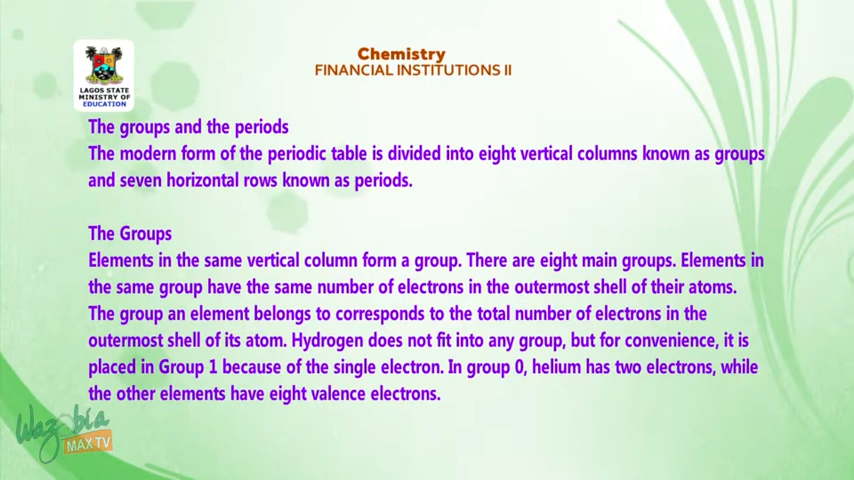 Chemistry
FINANCIAL INSTITUTIONS II
LAGOS STATE
MINISTRY OF
EDUCATION
The groups and the periods
The modern form of the periodic table is divided into eight vertical columns known as groups
and seven horizontal rows known as periods.
The Groups
Elements in the same vertical column form a group. There are eight main groups. Elements in
the same group have the same number of electrons in the outermost shell of their atoms.
The group an element belongs to corresponds to the total number of electrons in the
outermost shell of its atom. Hydrogen does not fit into any group, but for convenience, it is
placed in Group 1 because of the single electron. In group 0, helium has two electrons, while
the other elements have eight valence electrons.
Wazobia
MAX TV